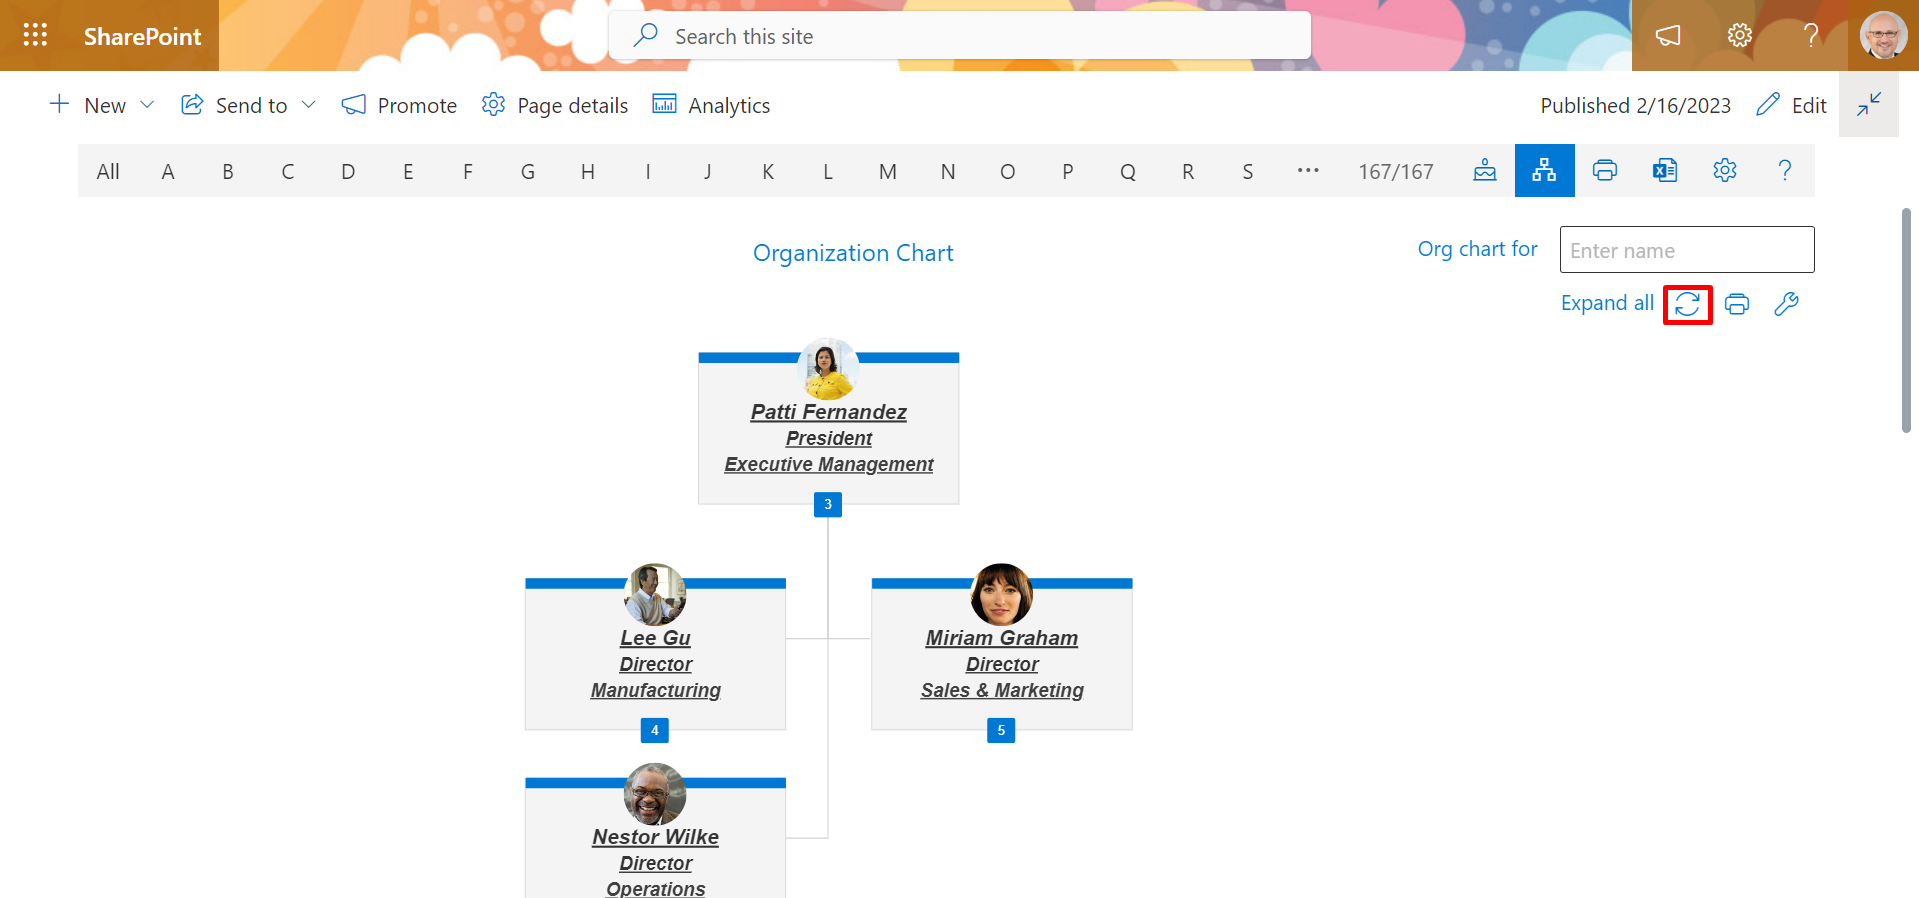 SharePoint
Search this site
?
New
Send to
Promote
Page details
Analytics
Published 2/16/2023
Edit
All A B C D E F G H I J K L M N O P Q R S ··· 167/167 ?
Organization Chart
Org chart for
Enter name
Expand all
Patti Fernandez
President
Executive Management
3
Lee Gu
Director
Manufacturing
4
Miriam Graham
Director
Sales & Marketing
5
Nestor Wilke
Director
Operations